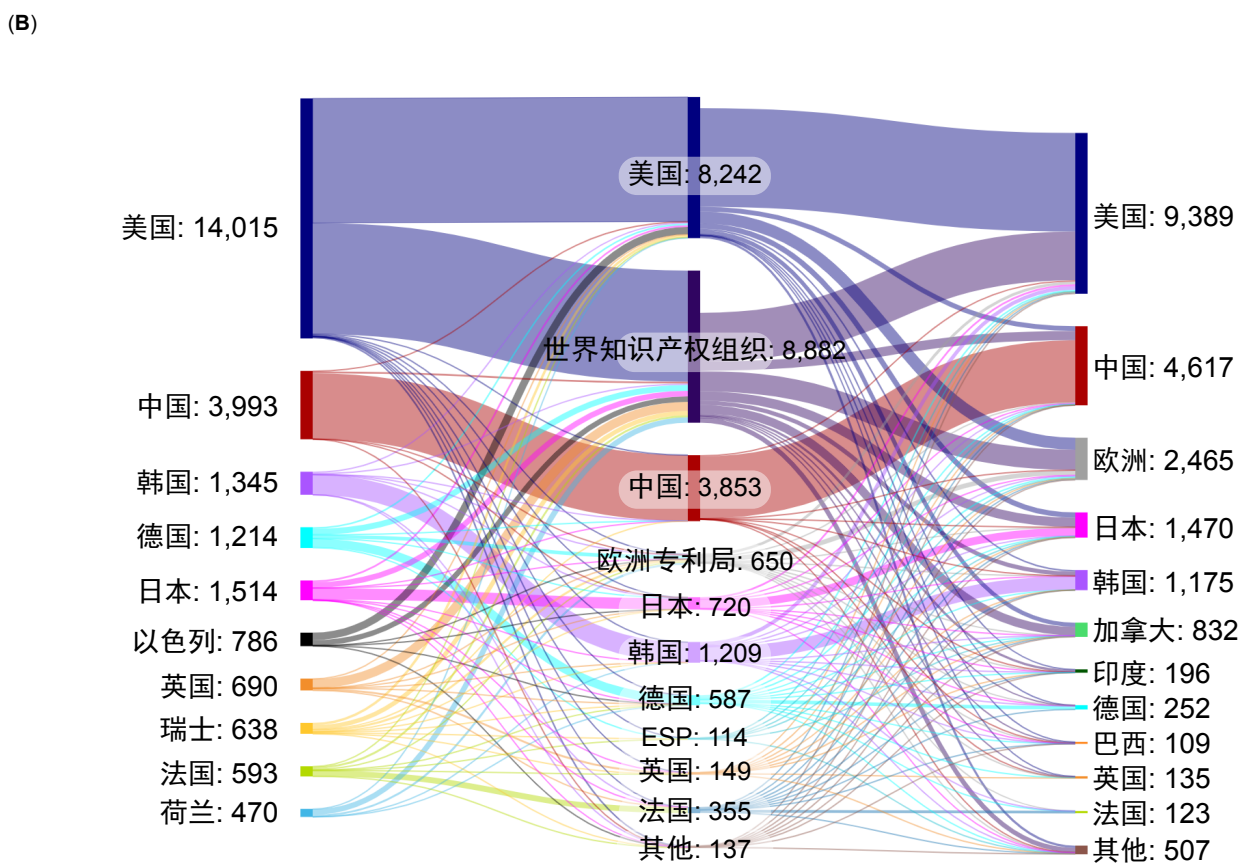 (B)
美国: 14,015
中国: 3,993
韩国: 1,345
德国: 1,214
日本: 1,514
以色列: 786
英国: 690
瑞士: 638
法国: 593
荷兰: 470
美国: 8,242
世界知识产权组织: 8,882
中国: 3,853
欧洲专利局: 650
日本: 720
韩国: 1,209
德国: 587
ESP: 114
英国: 149
法国: 355
其他: 137
美国: 9,389
中国: 4,617
欧洲: 2,465
日本: 1,470
韩国: 1,175
加拿大: 832
印度: 196
德国: 252
巴西: 109
英国: 135
法国: 123
其他: 507